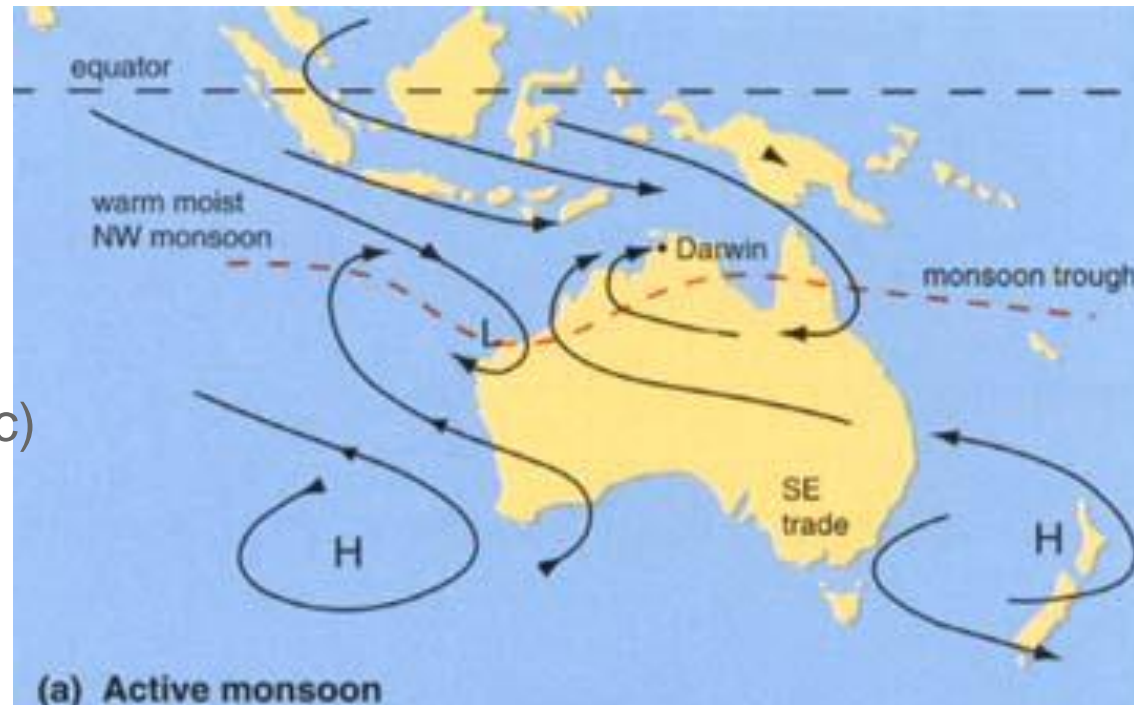 equator
warm moist
NW monsoon
Darwin
monsoon trough
L
c)
SE
trade
H
H
(a) Active monsoon